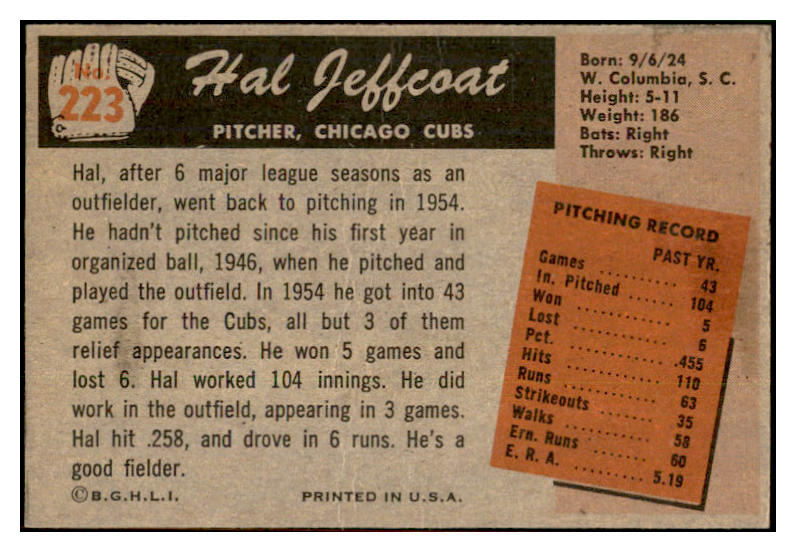 No.
223
Hal Jeffcoat
PITCHER, CHICAGO CUBS
Born: 9/6/24
W. Columbia, S. C.
Height: 5-11
Weight: 186
Bats: Right
Throws: Right
Hal, after 6 major league seasons as an
outfielder, went back to pitching in 1954.
He hadn't pitched since his first year in
organized ball, 1946, when he pitched and
played the outfield. In 1954 he got into 43
games for the Cubs, all but 3 of them
relief appearances. He won 5 games and
lost 6. Hal worked 104 innings. He did
work in the outfield, appearing in 3 games.
Hal hit .258, and drove in 6 runs. He's a
good fielder.
PITCHING RECORD
PAST YR.
Games .......... 43
In. Pitched ...... 104
Won ............ 5
Lost ............ 6
Pct. ............ .455
Hits ............ 110
Runs ............ 63
Strikeouts ........ 35
Walks .......... 58
Ern. Runs ........ 60
E. R. A. .......... 5.19
©B.G.H.L.I.
PRINTED IN U.S.A.